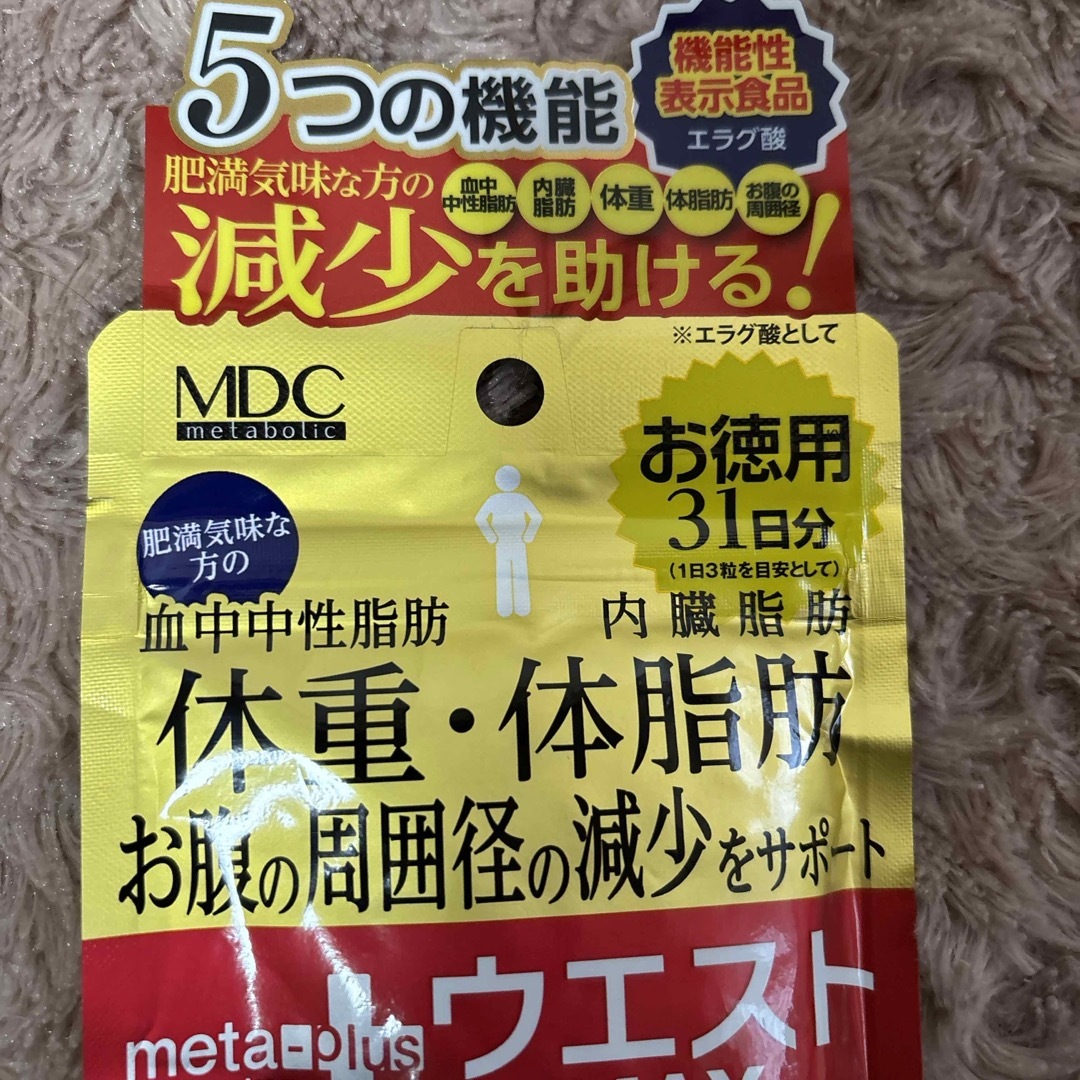 5つの機能
機能性
表示食品
エラグ酸
肥満気味な方の
血中
中性脂肪
内臓
脂肪
体重
体脂肪
お腹の
周囲径
減少を助ける!
※エラグ酸として
MDC
metabolic
お徳用
31日分
(1日3粒を目安として)
肥満気味な
方の
血中中性脂肪
内臓脂肪
体重・体脂肪
お腹の周囲径の減少をサポート
meta-plus
ウエスト